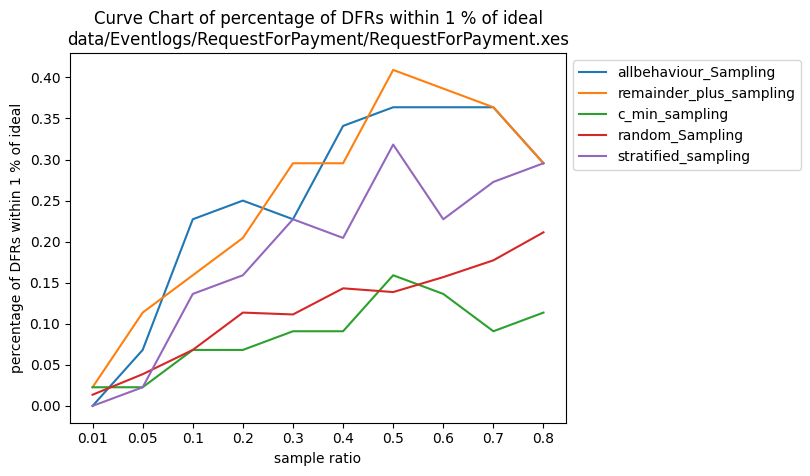 Curve Chart of percentage of DFRs within 1 % of ideal
data/Eventlogs/RequestForPayment/RequestForPayment.xes
percentage of DFRs within 1 % of ideal
0.40
0.35
0.30
0.25
0.20
0.15
0.10
0.05
0.00
0.01 0.05 0.1 0.2 0.3 0.4 0.5 0.6 0.7 0.8
sample ratio
allbehaviour_Sampling
remainder_plus_sampling
c_min_sampling
random_Sampling
stratified_sampling